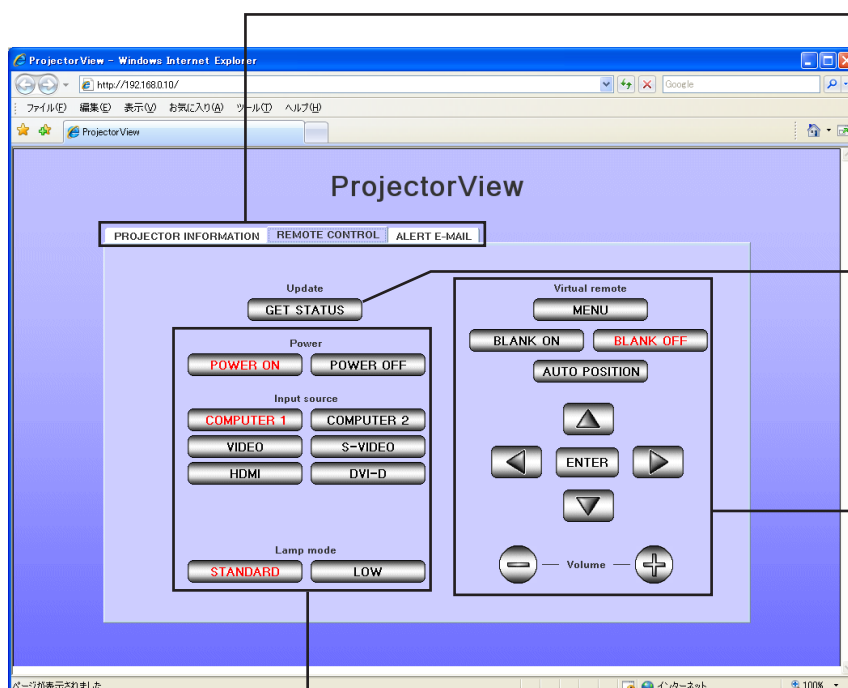 ProjectorView - Windows Internet Explorer
http://192.168.0.10/
Google
ファイル(F) 編集(E) 表示(V) お気に入り(A) ツール(T) ヘルプ(H)
ProjectorView
ProjectorView
PROJECTOR INFORMATION REMOTE CONTROL ALERT E-MAIL
Update
GET STATUS
Power
POWER ON POWER OFF
Input source
COMPUTER 1 COMPUTER 2
VIDEO S-VIDEO
HDMI DVI-D
Lamp mode
STANDARD LOW
Virtual remote
MENU
BLANK ON BLANK OFF
AUTO POSITION
ENTER
Volume
ページが表示されました
インターネット
100%